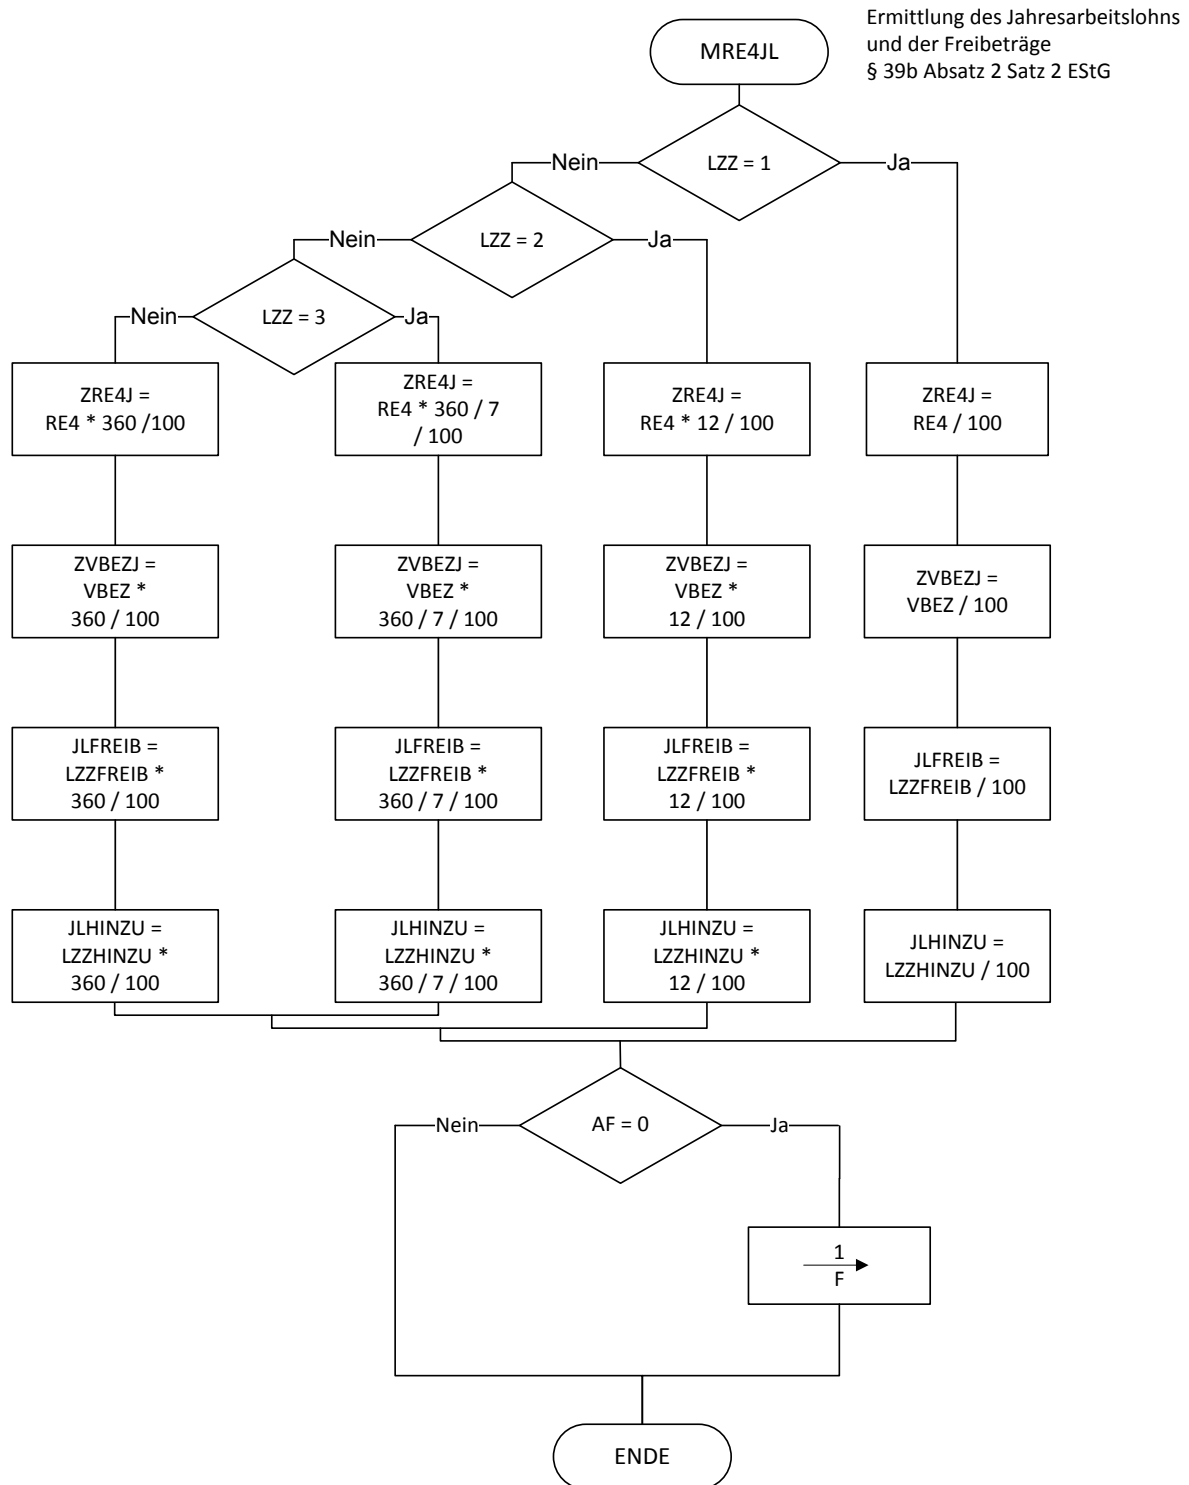 Ermittlung des Jahresarbeitslohns
und der Freibeträge
§ 39b Absatz 2 Satz 2 EStG
MRE4JL
LZZ = 1
Nein
Ja
LZZ = 2
Nein
Ja
LZZ = 3
Nein
Ja
ZRE4J =
RE4 * 360 /100
ZRE4J =
RE4 * 360 / 7
/ 100
ZRE4J =
RE4 * 12 / 100
ZRE4J =
RE4 / 100
ZVBEZJ =
VBEZ *
360 / 100
ZVBEZJ =
VBEZ *
360 / 7 / 100
ZVBEZJ =
VBEZ *
12 / 100
ZVBEZJ =
VBEZ / 100
JLFREIB =
LZZFREIB *
360 / 100
JLFREIB =
LZZFREIB *
360 / 7 / 100
JLFREIB =
LZZFREIB *
12 / 100
JLFREIB =
LZZFREIB / 100
JLHINZU =
LZZHINZU *
360 / 100
JLHINZU =
LZZHINZU *
360 / 7 / 100
JLHINZU =
LZZHINZU *
12 / 100
JLHINZU =
LZZHINZU / 100
AF = 0
Nein
Ja
1
F
ENDE